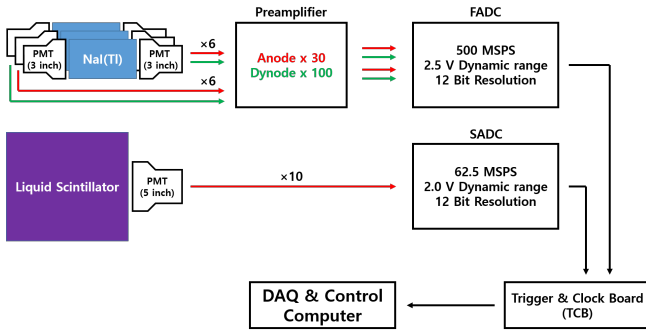 Preamplifier
FADC
PMT
(3 inch)
NaI(Tl)
PMT
(3 inch)
×6
×6
Anode x 30
Dynode x 100
500 MSPS
2.5 V Dynamic range
12 Bit Resolution
SADC
Liquid Scintillator
PMT
(5 inch)
×10
62.5 MSPS
2.0 V Dynamic range
12 Bit Resolution
DAQ & Control
Computer
Trigger & Clock Board
(TCB)